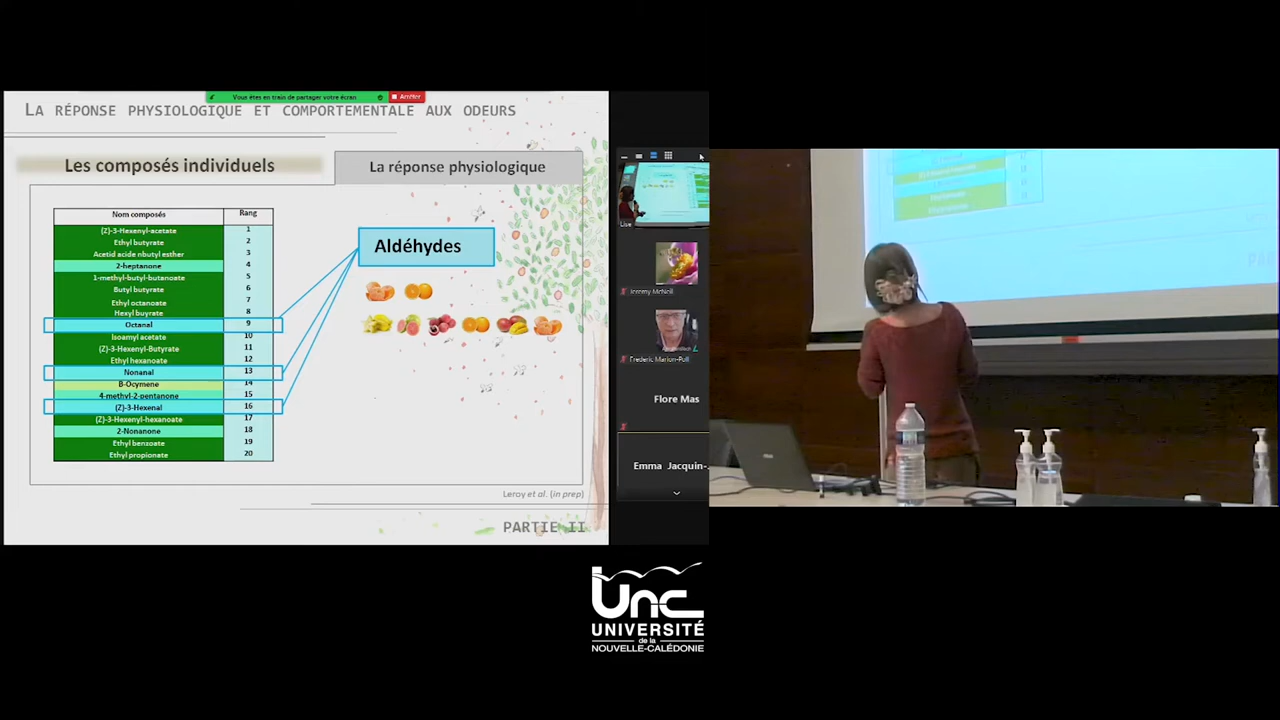 Vous êtes en train de partager votre écran
Arrêter
LA RÉPONSE PHYSIOLOGIQUE ET COMPORTEMENTALE AUX ODEURS
Les composés individuels
La réponse physiologique
Nom composés Rang
(Z)-3-Hexenyl-acetate 1
Ethyl butyrate 2
Acetid acide nbutyl esther 3
2-heptanone 4
1-methyl-butyl-butanoate 5
Butyl butyrate 6
Ethyl octanoate 7
Hexyl buyrate 8
Octanal 9
Isoamyl acetate 10
(Z)-3-Hexenyl-Butyrate 11
Ethyl hexanoate 12
Nonanal 13
B-Ocymene 14
4-methyl-2-pentanone 15
(Z)-3-Hexenal 16
(Z)-3-Hexenyl-hexanoate 17
2-Nonanone 18
Ethyl benzoate 19
Ethyl propionate 20
Aldéhydes
Leroy et al. (in prep)
PARTIE II
Lise
Jeremy McNeil
Frederic Marion-Poll
Flore Mas
Emma Jacquin-
unc
UNIVERSITÉ
de la
NOUVELLE-CALÉDONIE